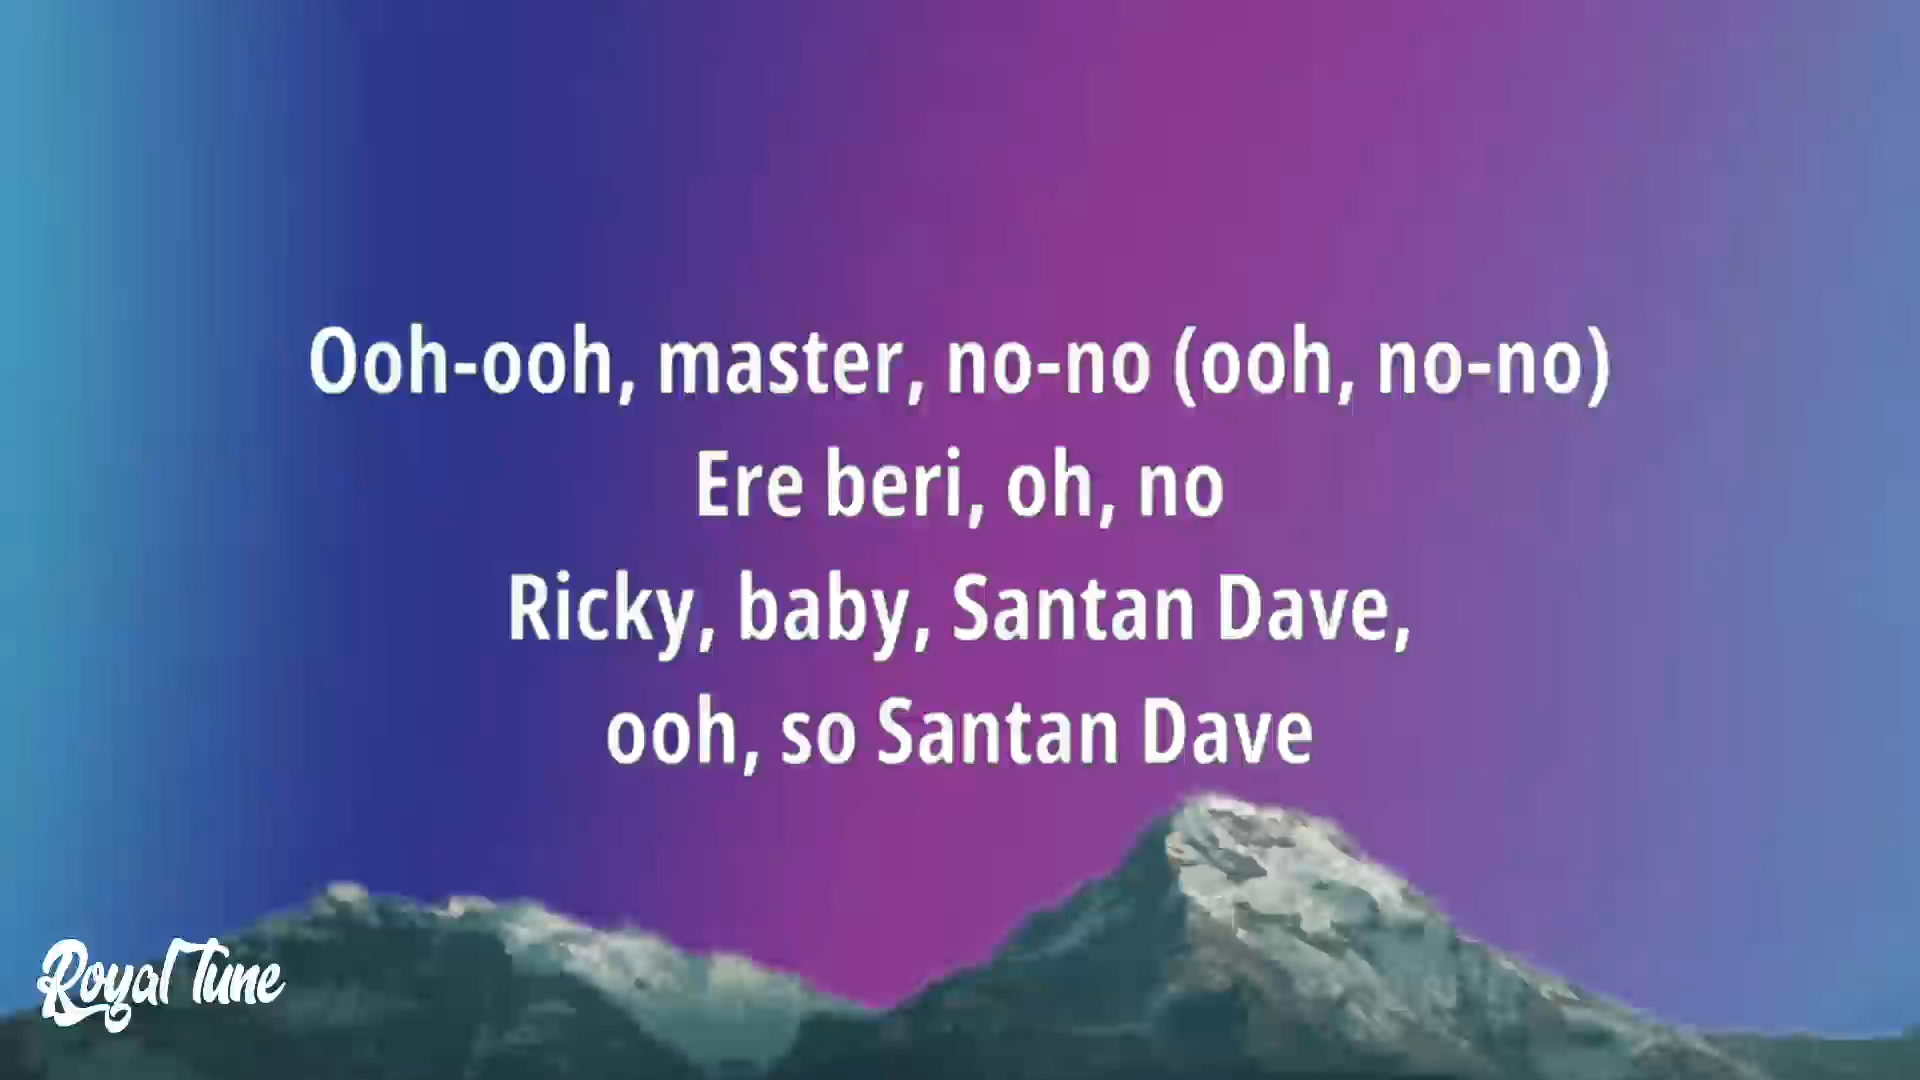 Ooh-ooh, master, no-no (ooh, no-no)
Ere beri, oh, no
Ricky, baby, Santan Dave,
ooh, so Santan Dave
Royal Tune